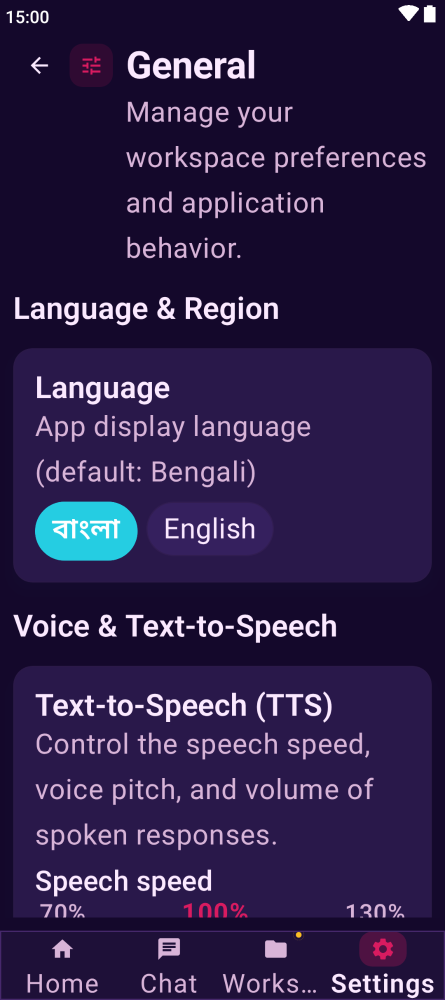 15:00
General
Manage your
workspace preferences
and application
behavior.
Language & Region
Language
App display language
(default: Bengali)
বাংলা English
Voice & Text-to-Speech
Text-to-Speech (TTS)
Control the speech speed,
voice pitch, and volume of
spoken responses.
Speech speed
70% 100% 130%
Home Chat Works... Settings